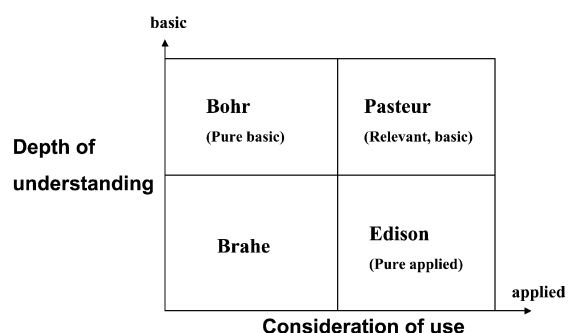 basic
Bohr
(Pure basic)
Pasteur
(Relevant, basic)
Depth of
understanding
Brahe
Edison
(Pure applied)
applied
Consideration of use